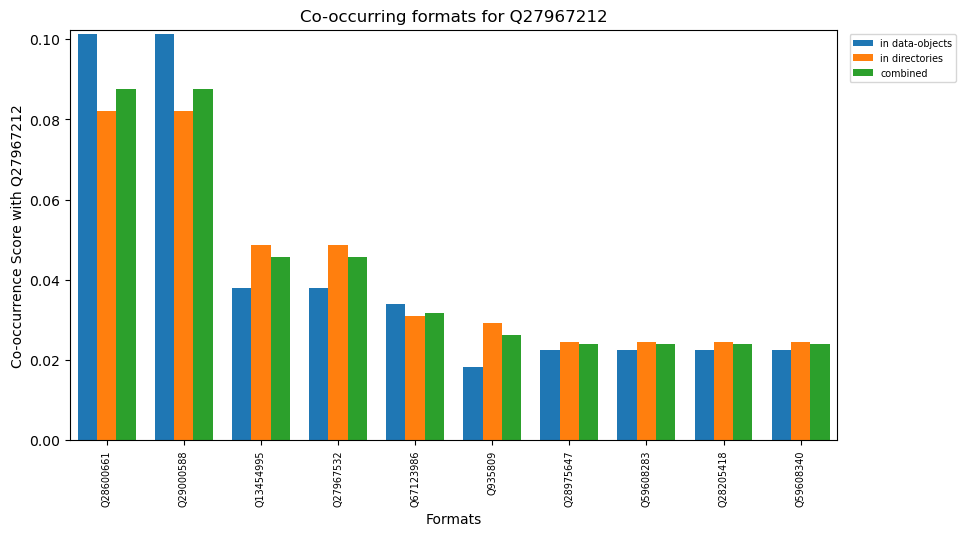 Co-occurring formats for Q27967212
in data-objects
in directories
combined
Co-occurrence Score with Q27967212
0.10
0.08
0.06
0.04
0.02
0.00
Q28600661
Q29000588
Q13454995
Q27967532
Q67123986
Q935809
Q28975647
Q59608283
Q28205418
Q59608340
Formats